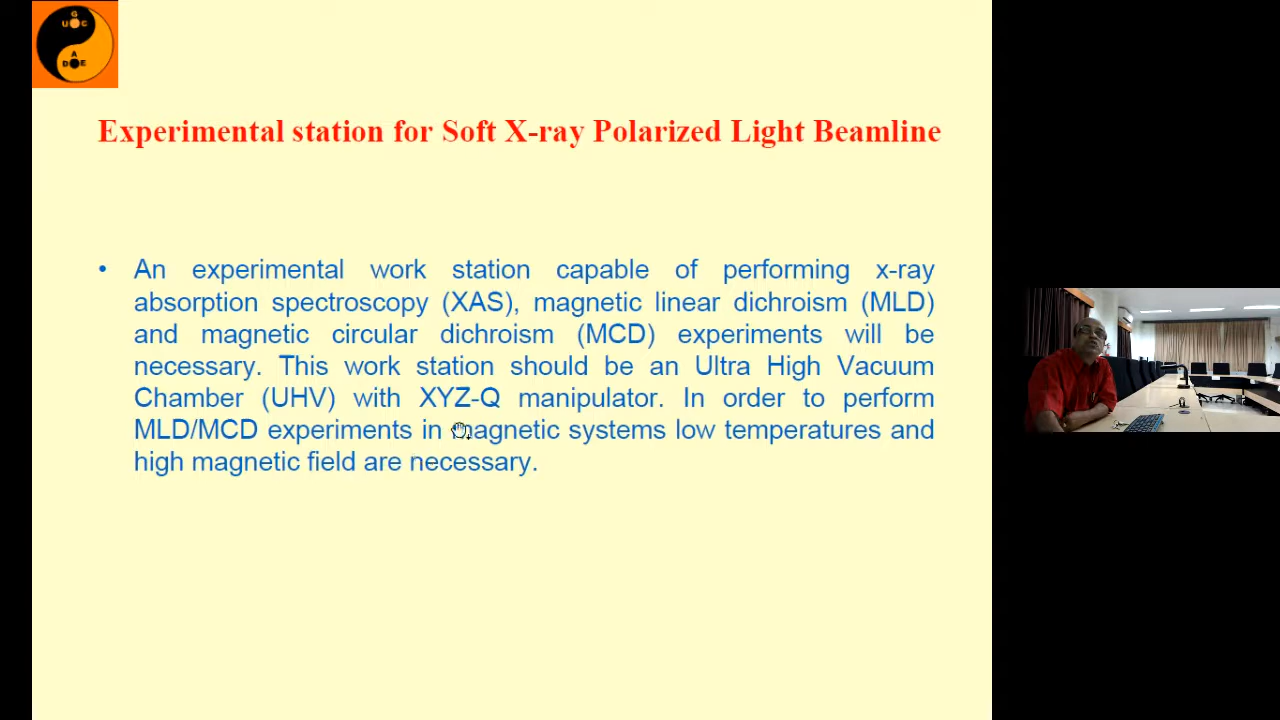 G
U G C
A
D E
Experimental station for Soft X-ray Polarized Light Beamline
• An experimental work station capable of performing x-ray
absorption spectroscopy (XAS), magnetic linear dichroism (MLD)
and magnetic circular dichroism (MCD) experiments will be
necessary. This work station should be an Ultra High Vacuum
Chamber (UHV) with XYZ-Q manipulator. In order to perform
MLD/MCD experiments in magnetic systems low temperatures and
high magnetic field are necessary.